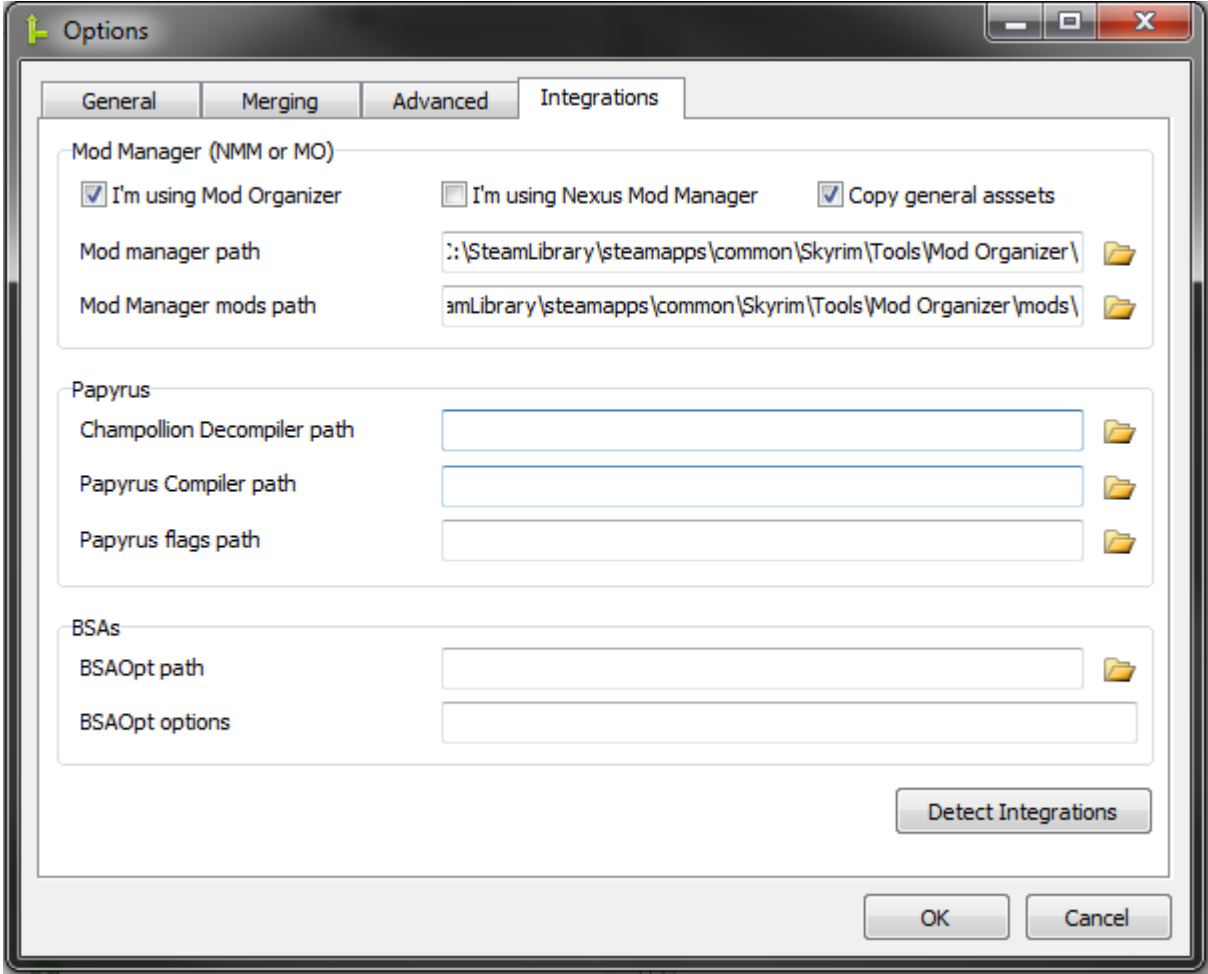 Options
General Merging Advanced Integrations
Mod Manager (NMM or MO)
I'm using Mod Organizer I'm using Nexus Mod Manager Copy general asssets
Mod manager path :\SteamLibrary\steamapps\common\Skyrim\Tools\Mod Organizer\
Mod Manager mods path amLibrary\steamapps\common\Skyrim\Tools\Mod Organizer\mods\
Papyrus
Champollion Decompiler path
Papyrus Compiler path
Papyrus flags path
BSAs
BSAOpt path
BSAOpt options
Detect Integrations
OK Cancel